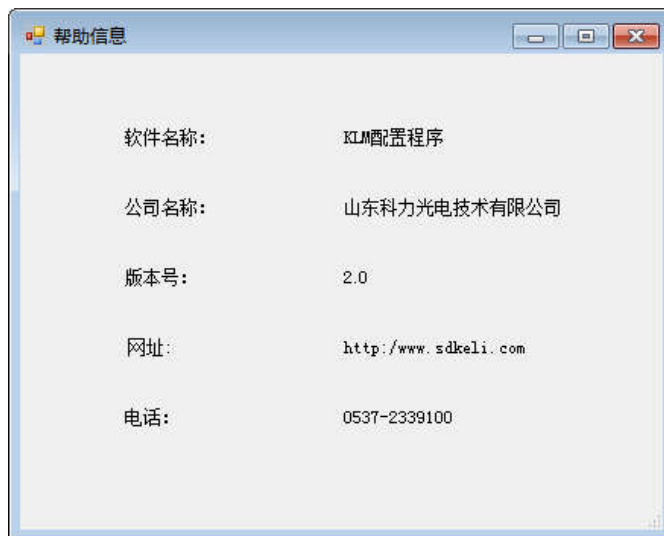 帮助信息
软件名称： KLM配置程序
公司名称： 山东科力光电技术有限公司
版本号： 2.0
网址： http:/www.sdkeli.com
电话： 0537-2339100